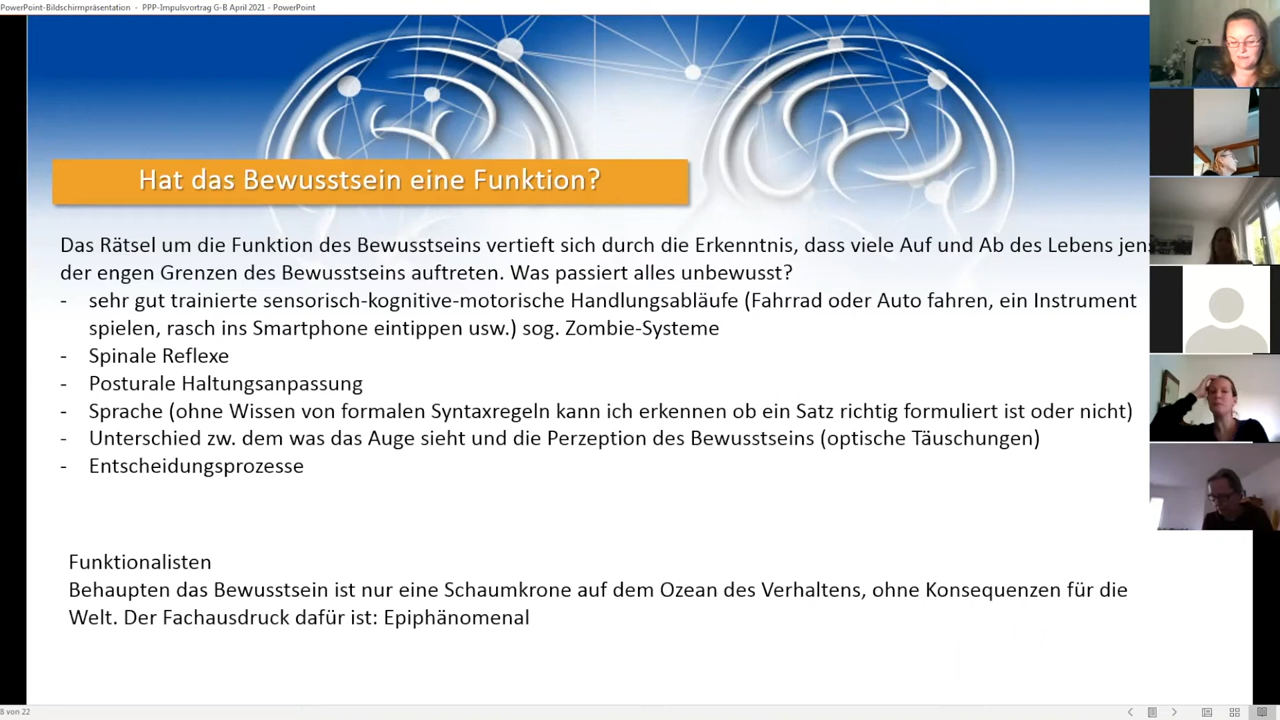 PowerPoint-Bildschirmpräsentation - PPP-Impulsvortrag G-B April 2021 - PowerPoint
Hat das Bewusstsein eine Funktion?
Das Rätsel um die Funktion des Bewusstseins vertieft sich durch die Erkenntnis, dass viele Auf und Ab des Lebens
der engen Grenzen des Bewusstseins auftreten. Was passiert alles unbewusst?
- sehr gut trainierte sensorisch-kognitive-motorische Handlungsabläufe (Fahrrad oder Auto fahren, ein Instrument
spielen, rasch ins Smartphone eintippen usw.) sog. Zombie-Systeme
- Spinale Reflexe
- Posturale Haltungsanpassung
- Sprache (ohne Wissen von formalen Syntaxregeln kann ich erkennen ob ein Satz richtig formuliert ist oder nicht)
- Unterschied zw. dem was das Auge sieht und die Perzeption des Bewusstseins (optische Täuschungen)
- Entscheidungsprozesse
Funktionalisten
Behaupten das Bewusstsein ist nur eine Schaumkrone auf dem Ozean des Verhaltens, ohne Konsequenzen für die
Welt. Der Fachausdruck dafür ist: Epiphänomenal
8 von 22